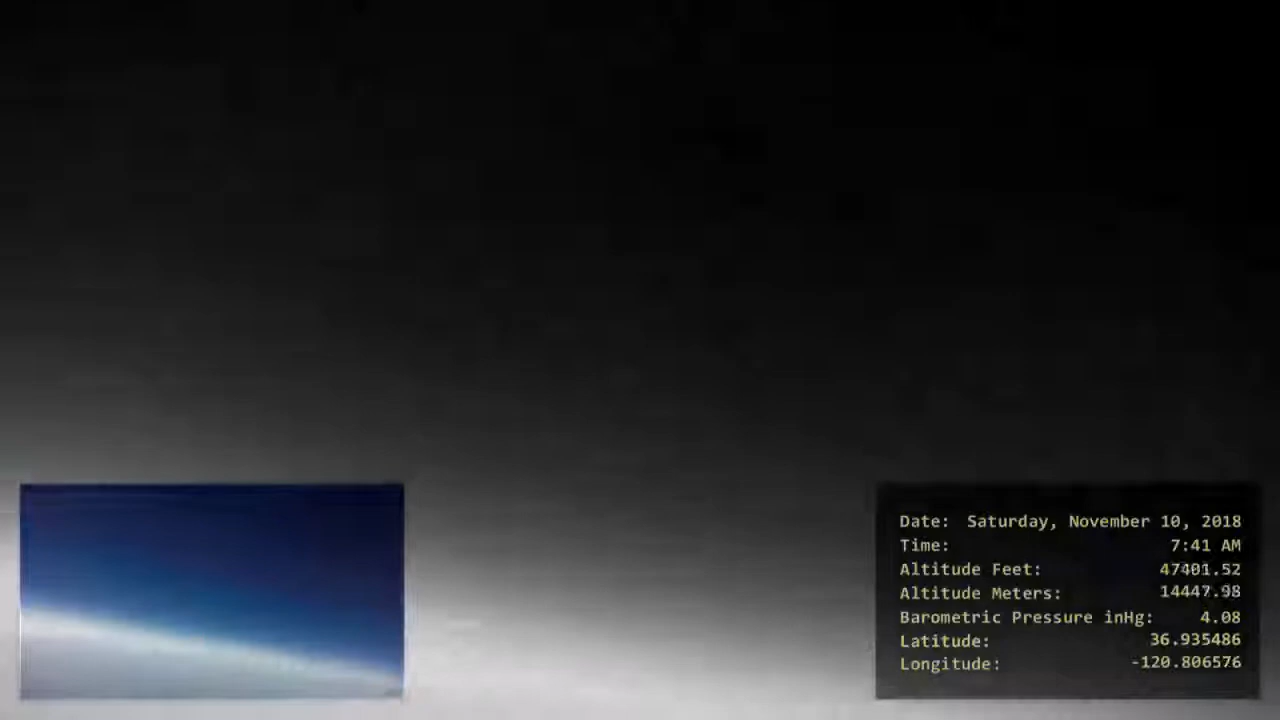 Date: Saturday, November 10, 2018
Time: 7:41 AM
Altitude Feet: 47401.52
Altitude Meters: 14447.98
Barometric Pressure inHg: 4.08
Latitude: 36.935486
Longitude: -120.806576